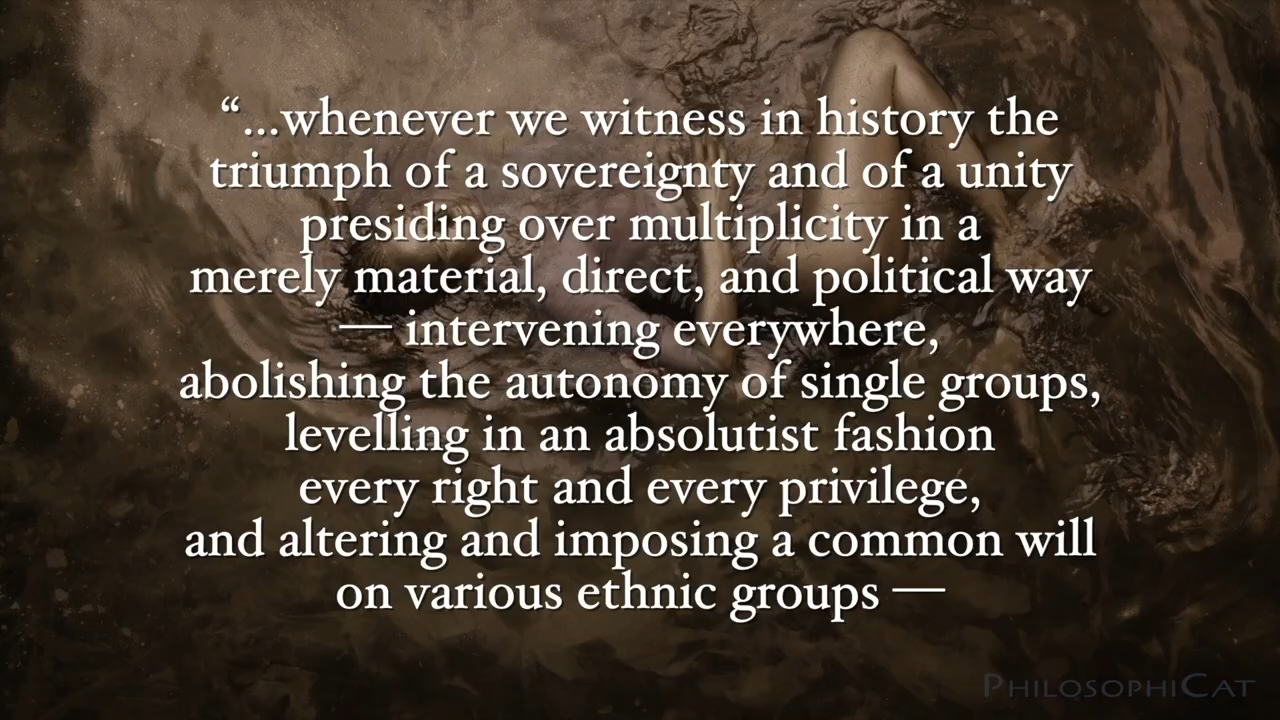 “...whenever we witness in history the
triumph of a sovereignty and of a unity
presiding over multiplicity in a
merely material, direct, and political way
— intervening everywhere,
abolishing the autonomy of single groups,
levelling in an absolutist fashion
every right and every privilege,
and altering and imposing a common will
on various ethnic groups —
PhilosophiCat